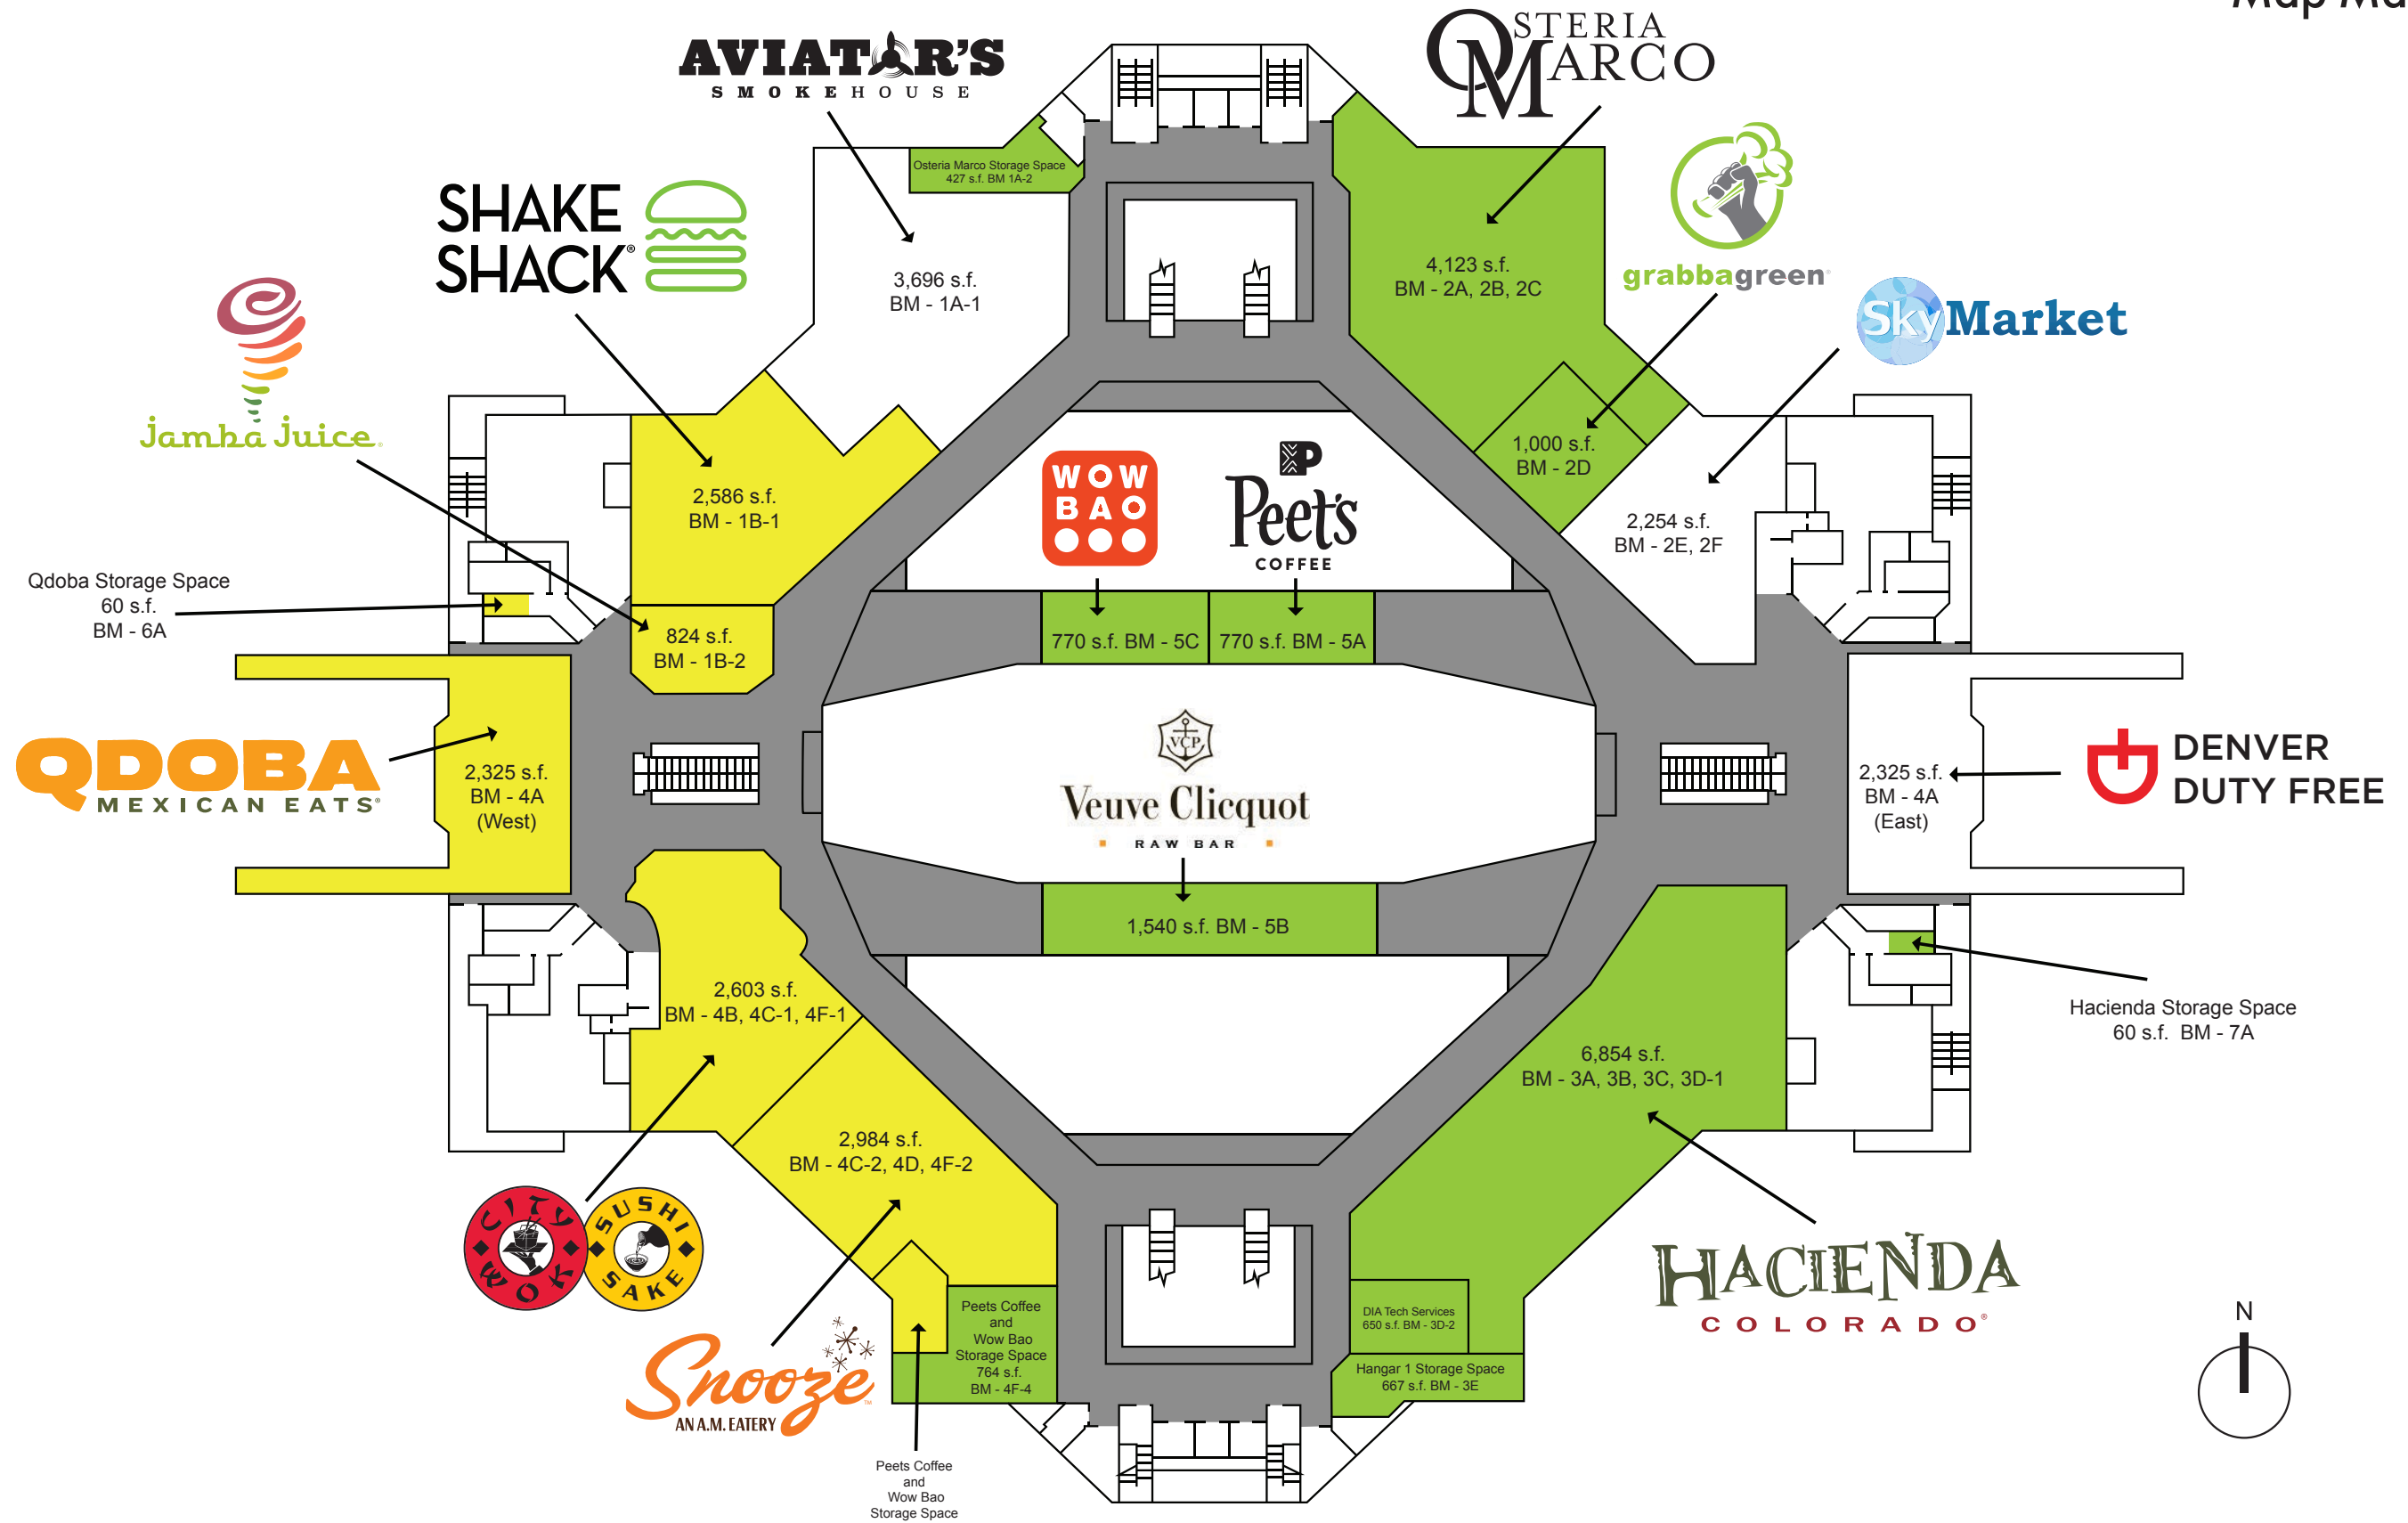 AVIATOR'S
SMOKEHOUSE
OSTERIA
MARCO
Osteria Marco Storage Space
427 s.f. BM 1A-2
SHAKE
SHACK®
3,696 s.f.
BM - 1A-1
4,123 s.f.
BM - 2A, 2B, 2C
grabbagreen
SkyMarket
Jamba Juice
2,586 s.f.
BM - 1B-1
WOW
BAO
Peet's
COFFEE
1,000 s.f.
BM - 2D
2,254 s.f.
BM - 2E, 2F
Qdoba Storage Space
60 s.f.
BM - 6A
824 s.f.
BM - 1B-2
770 s.f. BM - 5C
770 s.f. BM - 5A
QDOBA
MEXICAN EATS®
2,325 s.f.
BM - 4A
(West)
VCP
Veuve Clicquot
RAW BAR
2,325 s.f.
BM - 4A
(East)
DENVER
DUTY FREE
1,540 s.f. BM - 5B
2,603 s.f.
BM - 4B, 4C-1, 4F-1
Hacienda Storage Space
60 s.f. BM - 7A
6,854 s.f.
BM - 3A, 3B, 3C, 3D-1
2,984 s.f.
BM - 4C-2, 4D, 4F-2
CITY
WOK
SUSHI
SAKE
HACIENDA
COLORADO®
Snooze™
AN A.M. EATERY
Peets Coffee
and
Wow Bao
Storage Space
764 s.f.
BM - 4F-4
DIA Tech Services
650 s.f. BM - 3D-2
Hangar 1 Storage Space
667 s.f. BM - 3E
N
Peets Coffee
and
Wow Bao
Storage Space